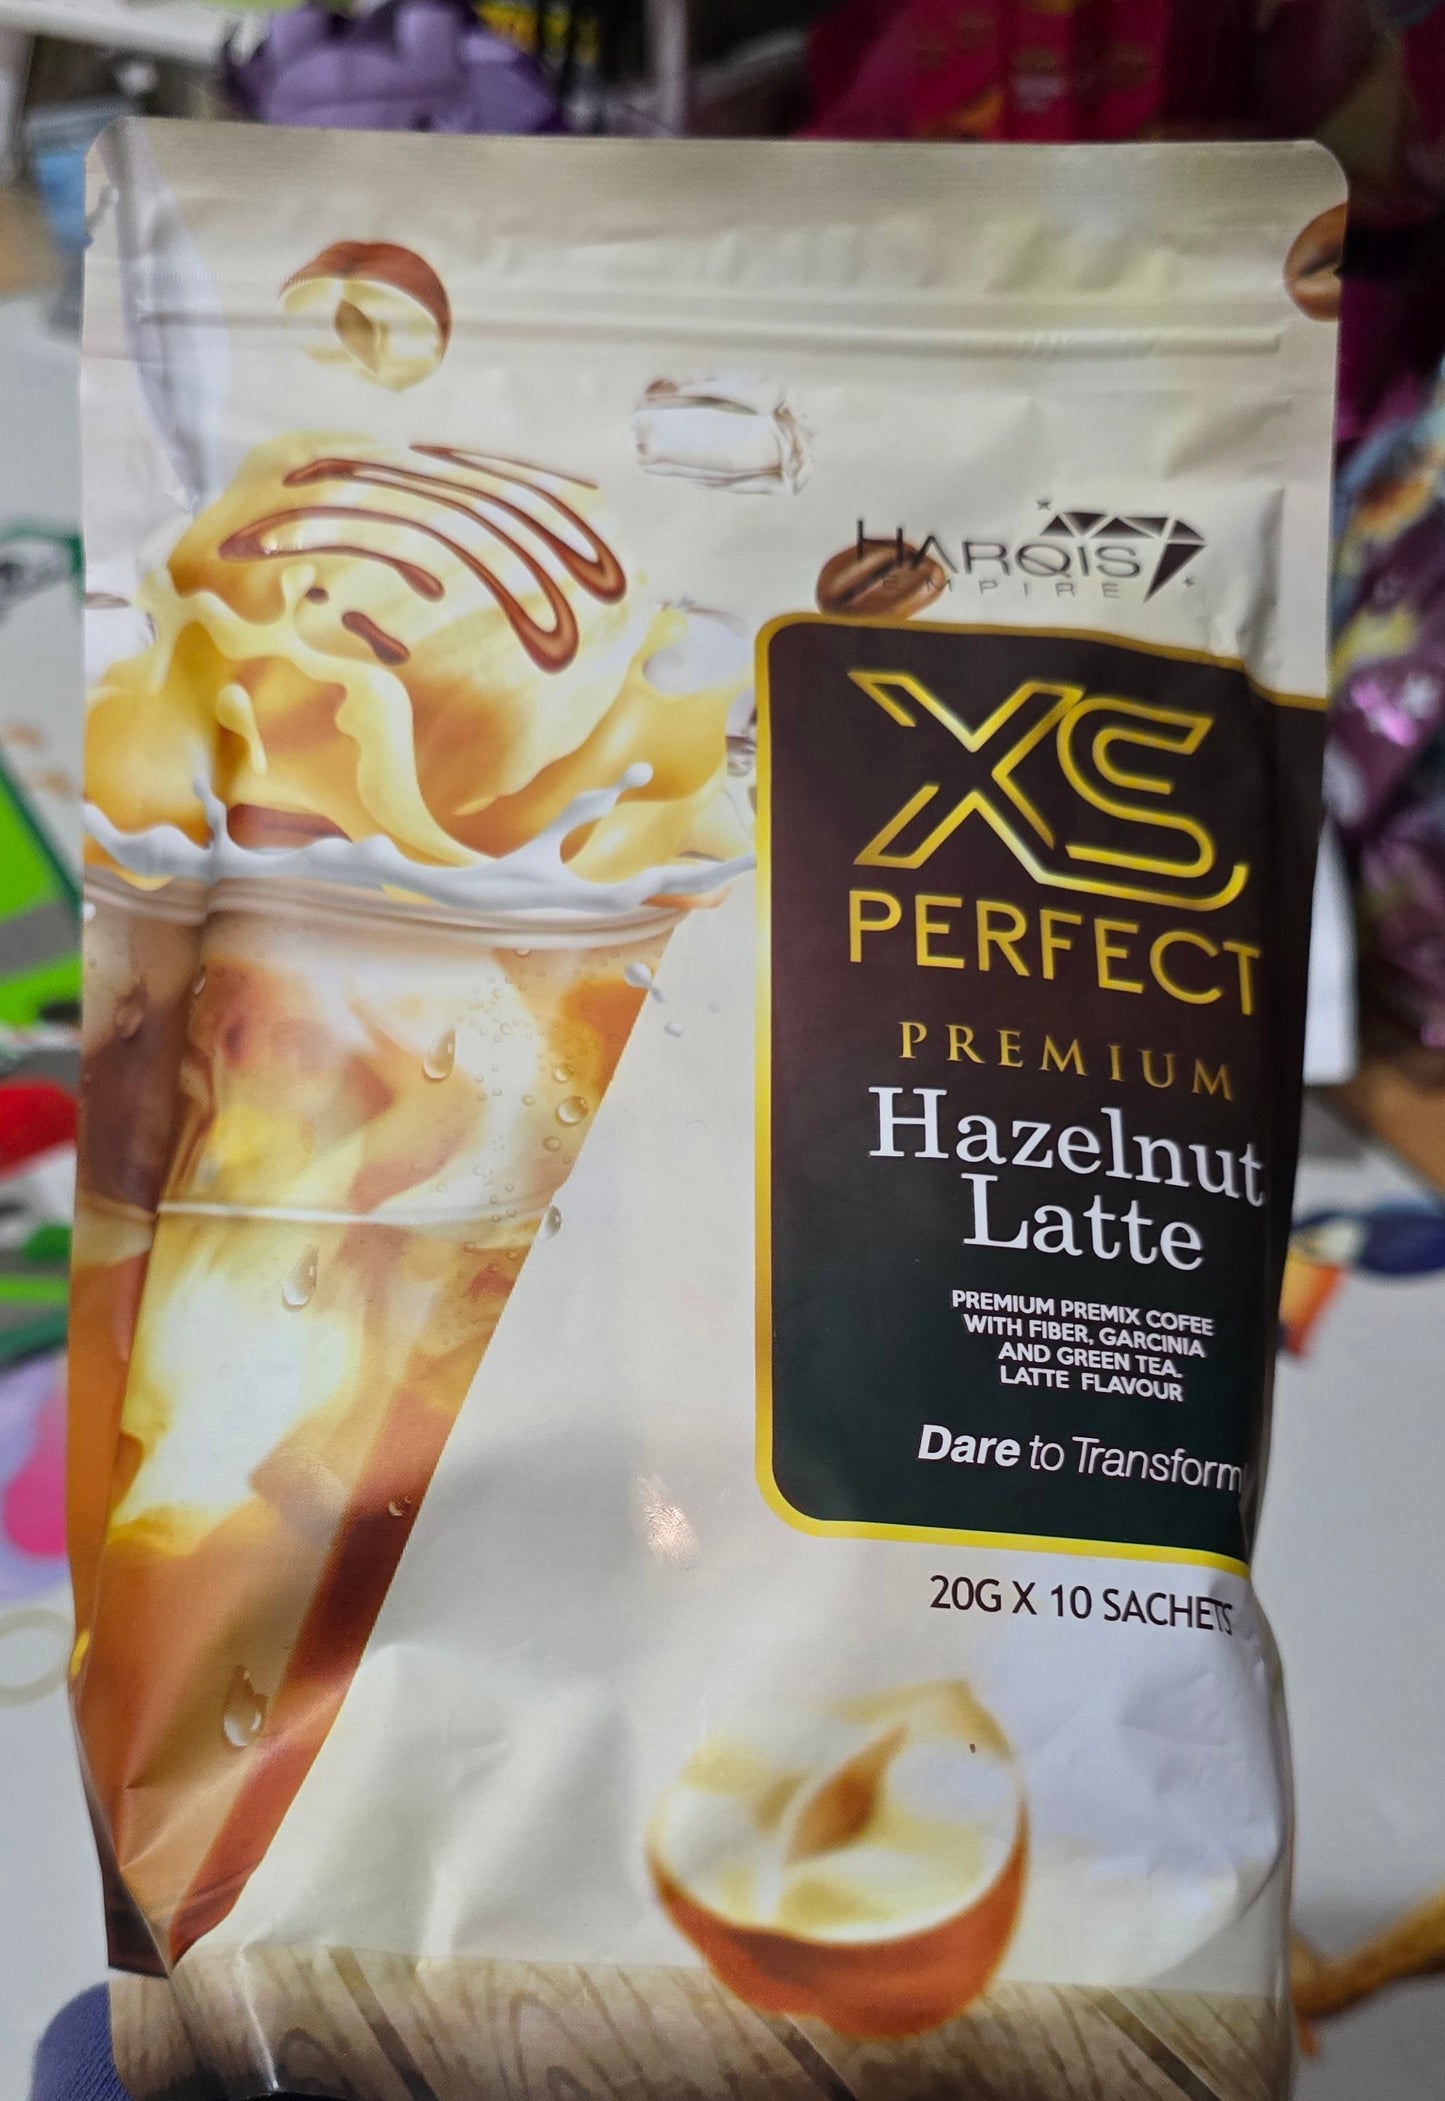 HARQIS
EMPIRE
XS
PERFECT
PREMIUM
Hazelnut
Latte
PREMIUM PREMIX COFEE
WITH FIBER, GARCINIA
AND GREEN TEA.
LATTE FLAVOUR
Dare to Transform
20G X 10 SACHETS